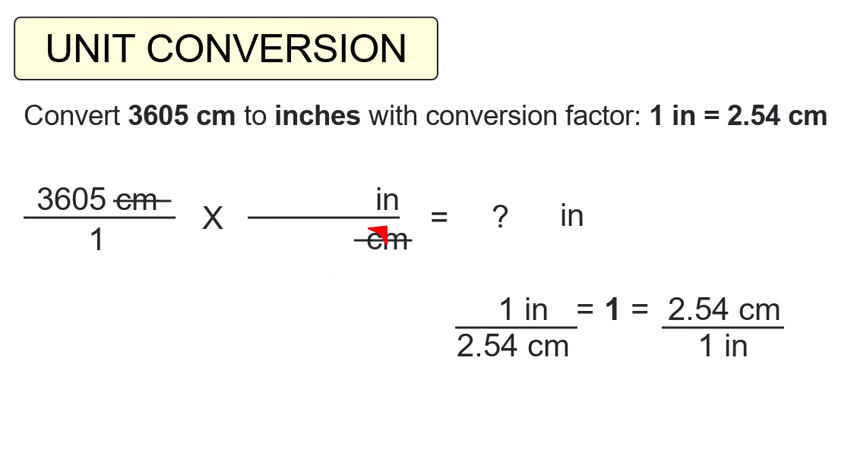 UNIT CONVERSION
Convert 3605 cm to inches with conversion factor: 1 in = 2.54 cm
3605 cm
1
X
in
cm
= ? in
1 in
2.54 cm
= 1 =
2.54 cm
1 in